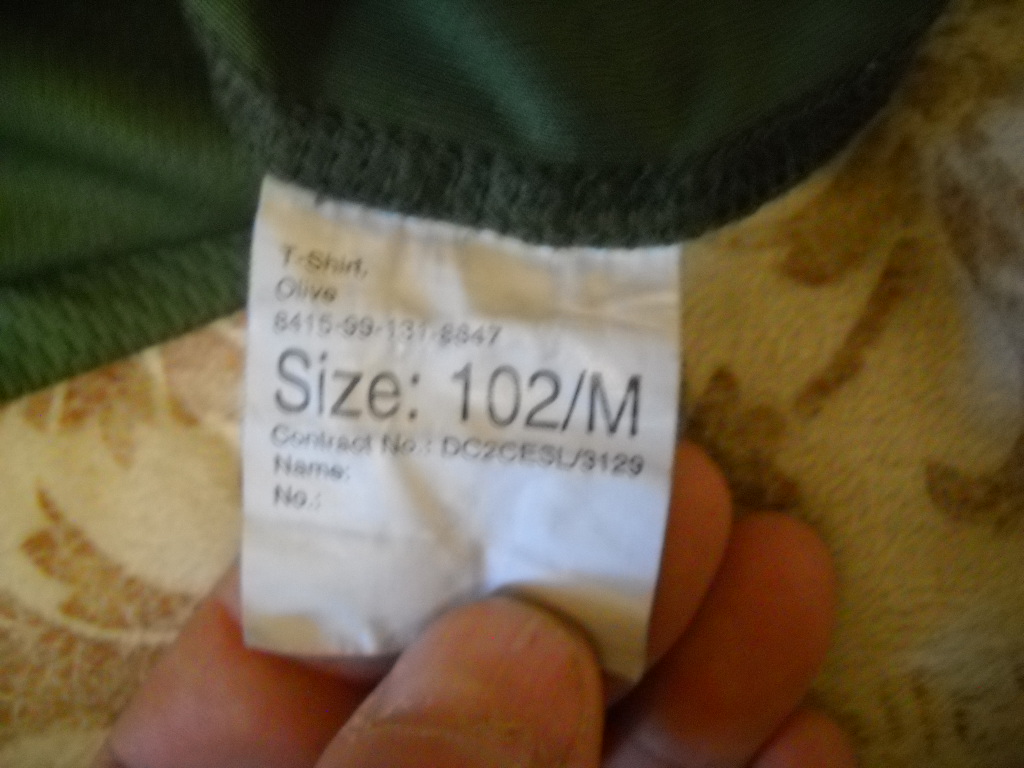 T-Shirt,
Olive
8415-99-131-8847
Size: 102/M
Contract No.: DC2CESL/3129
Name:
No.: